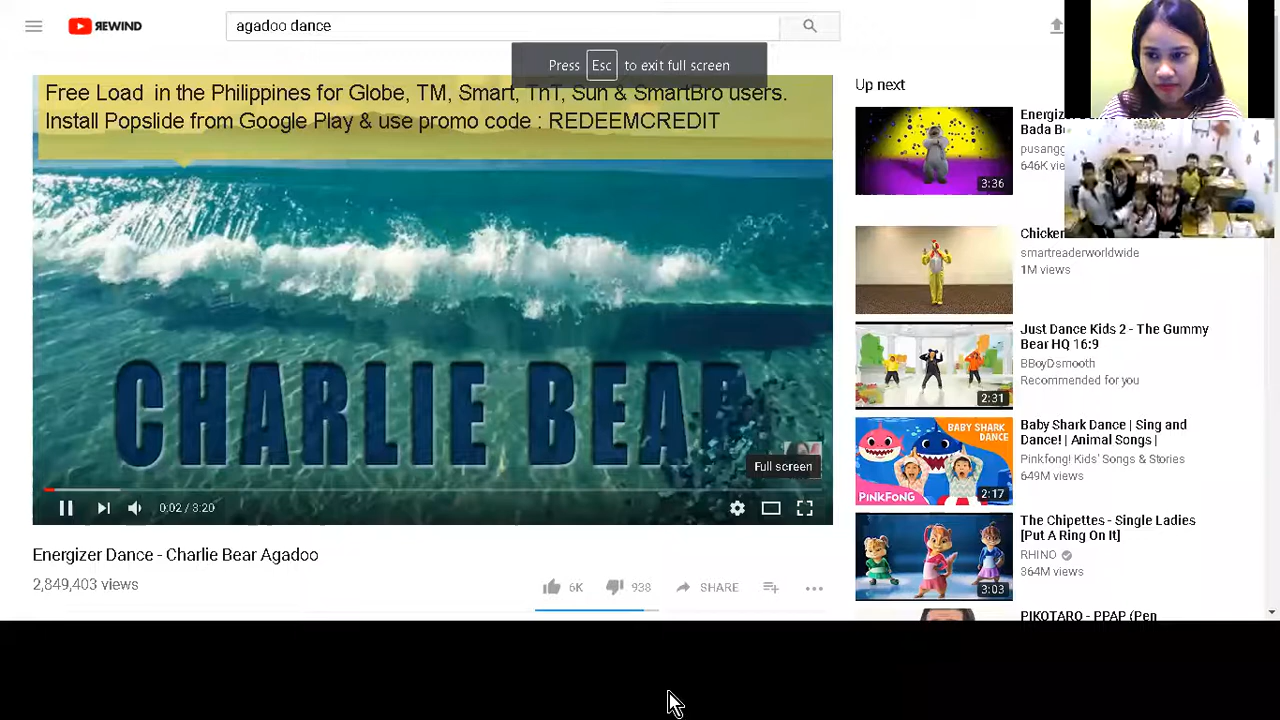 REWIND
agadoo dance
Press Esc to exit full screen
Free Load in the Philippines for Globe, TM, Smart, TnT, Sun & SmartBro users.
Install Popslide from Google Play & use promo code : REDEEMCREDIT
CHARLIE BEAR
Full screen
0:02 / 3:20
Energizer Dance - Charlie Bear Agadoo
2,849,403 views
6K
938
SHARE
Up next
3:36
Bada
646K
smartreaderworldwide
1M views
2:31
Just Dance Kids 2 - The Gummy
Bear HQ 16:9
BBoyDsmooth
Recommended for you
BABY SHARK
DANCE
PINKFONG
2:17
Baby Shark Dance | Sing and
Dance! | Animal Songs |
Pinkfong! Kids' Songs & Stories
649M views
3:03
The Chipettes - Single Ladies
[Put A Ring On It]
RHINO
364M views
PIKOTARO - PPAP (Pen